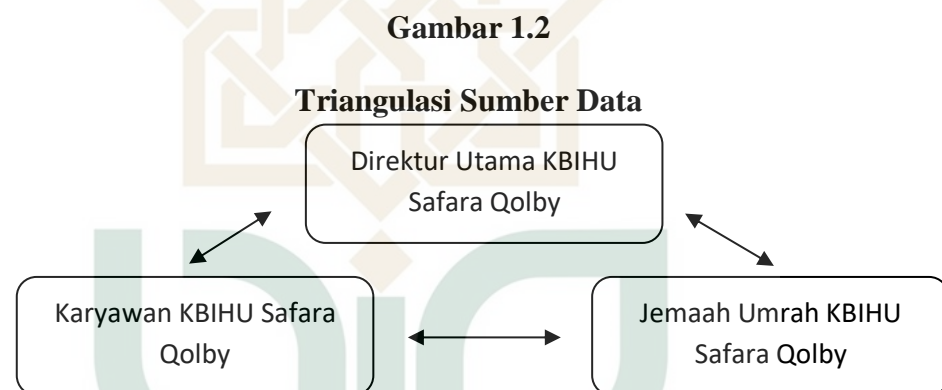 Gambar 1.2
Triangulasi Sumber Data
Direktur Utama KBIHU
Safara Qolby
Karyawan KBIHU Safara
Qolby
Jemaah Umrah KBIHU
Safara Qolby